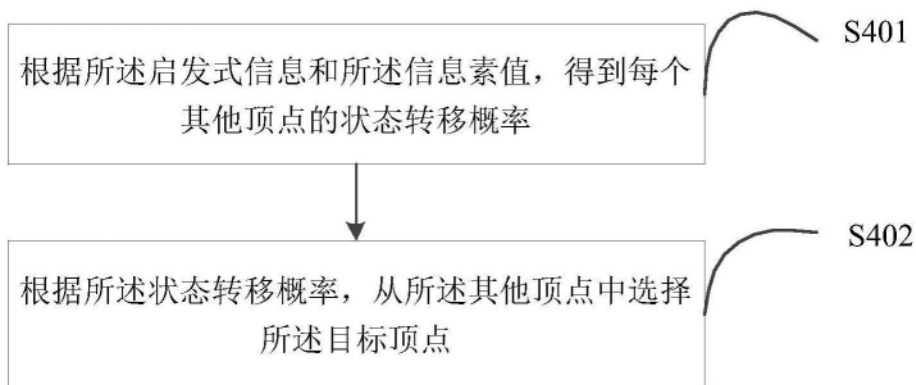 S401
根据所述启发式信息和所述信息素值，得到每个
其他顶点的状态转移概率
S402
根据所述状态转移概率，从所述其他顶点中选择
所述目标顶点